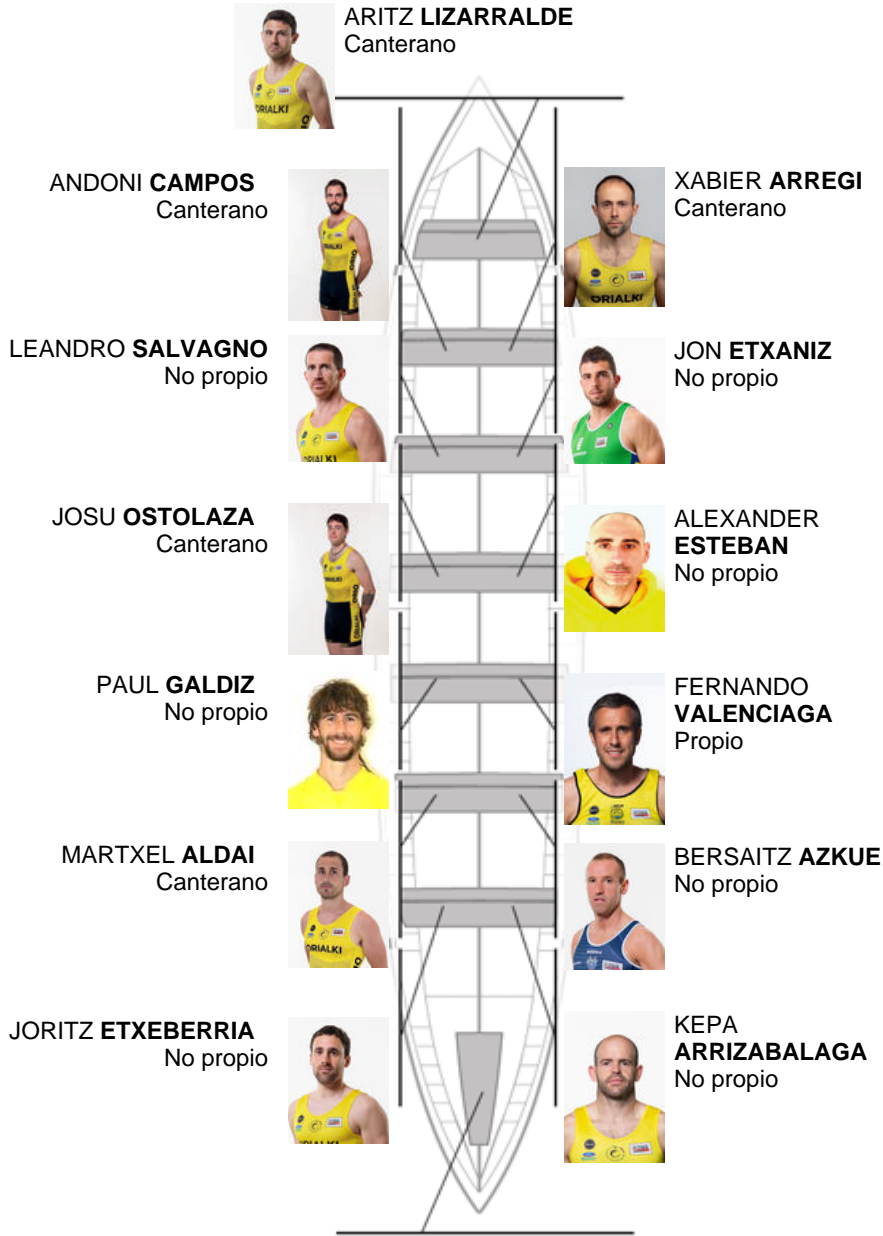 ARITZ LIZARRALDE
Canterano
ANDONI CAMPOS
Canterano
XABIER ARREGI
Canterano
LEANDRO SALVAGNO
No propio
JON ETXANIZ
No propio
JOSU OSTOLAZA
Canterano
ALEXANDER
ESTEBAN
No propio
PAUL GALDIZ
No propio
FERNANDO
VALENCIAGA
Propio
MARTXEL ALDAI
Canterano
BERSAITZ AZKUE
No propio
JORITZ ETXEBERRIA
No propio
KEPA
ARRIZABALAGA
No propio